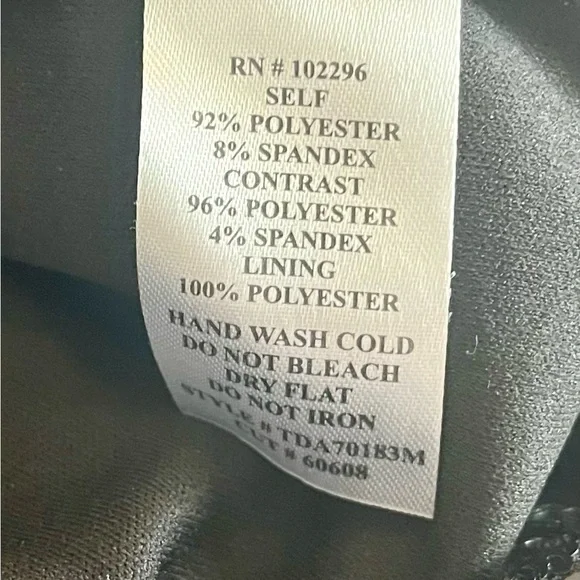 RN # 102296
SELF
92% POLYESTER
8% SPANDEX
CONTRAST
96% POLYESTER
4% SPANDEX
LINING
100% POLYESTER
HAND WASH COLD
DO NOT BLEACH
DRY FLAT
DO NOT IRON
STYLE # TDA70183M
CUT # 60608